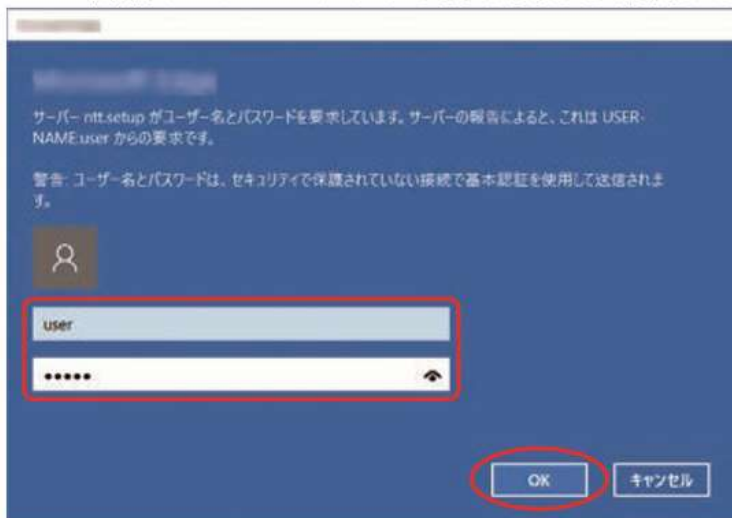 サーバー ntt.setup がユーザー名とパスワードを要求しています。サーバーの報告によると、これは USER-
NAME:user からの要求です。
警告: ユーザー名とパスワードは、セキュリティで保護されていない接続で基本認証を使用して送信されま
す。
user
•••••
OK
キャンセル